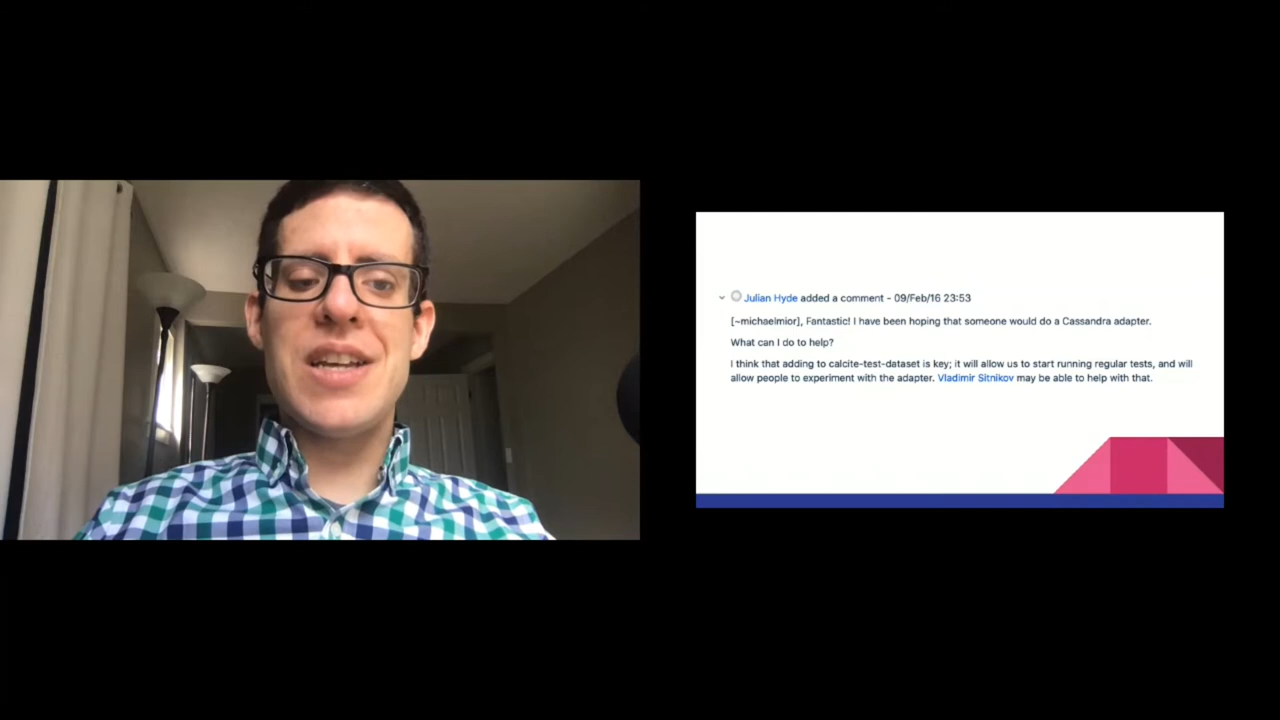 Julian Hyde added a comment - 09/Feb/16 23:53
[~michaelmior], Fantastic! I have been hoping that someone would do a Cassandra adapter.
What can I do to help?
I think that adding to calcite-test-dataset is key; it will allow us to start running regular tests, and will
allow people to experiment with the adapter. Vladimir Sitnikov may be able to help with that.